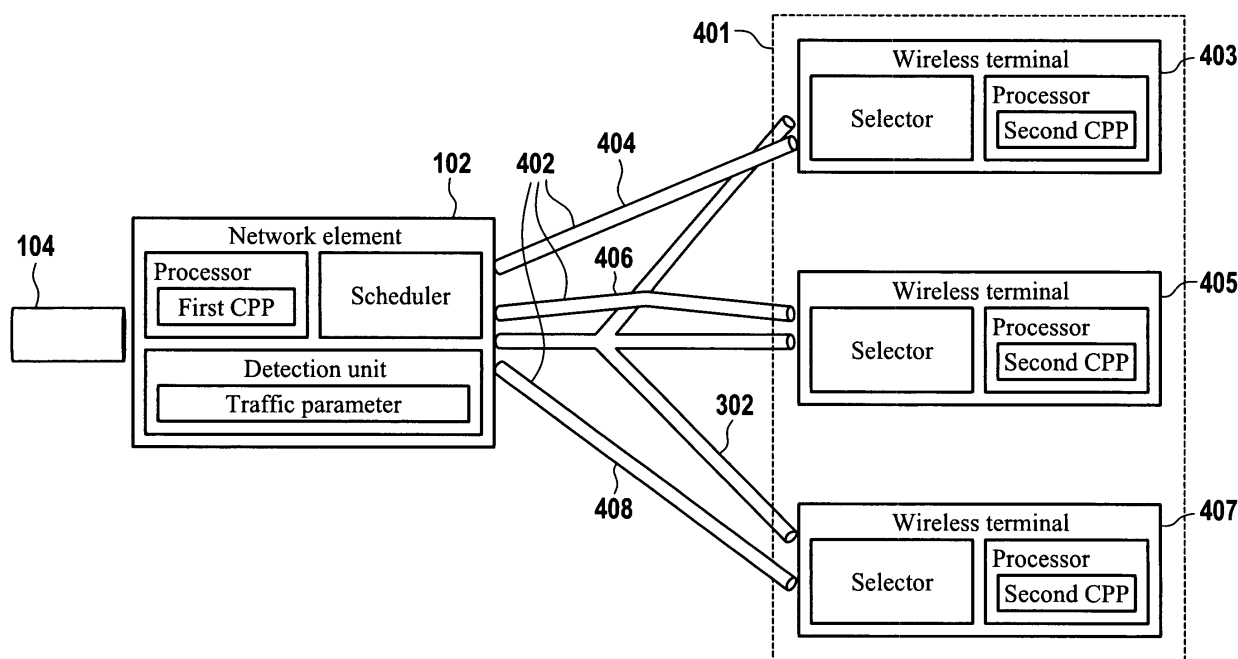 401
Wireless terminal
403
Selector
Processor
Second CPP
102
402
404
Network element
104
Processor
First CPP
Scheduler
406
Wireless terminal
405
Selector
Processor
Second CPP
Detection unit
Traffic parameter
302
408
Wireless terminal
407
Selector
Processor
Second CPP